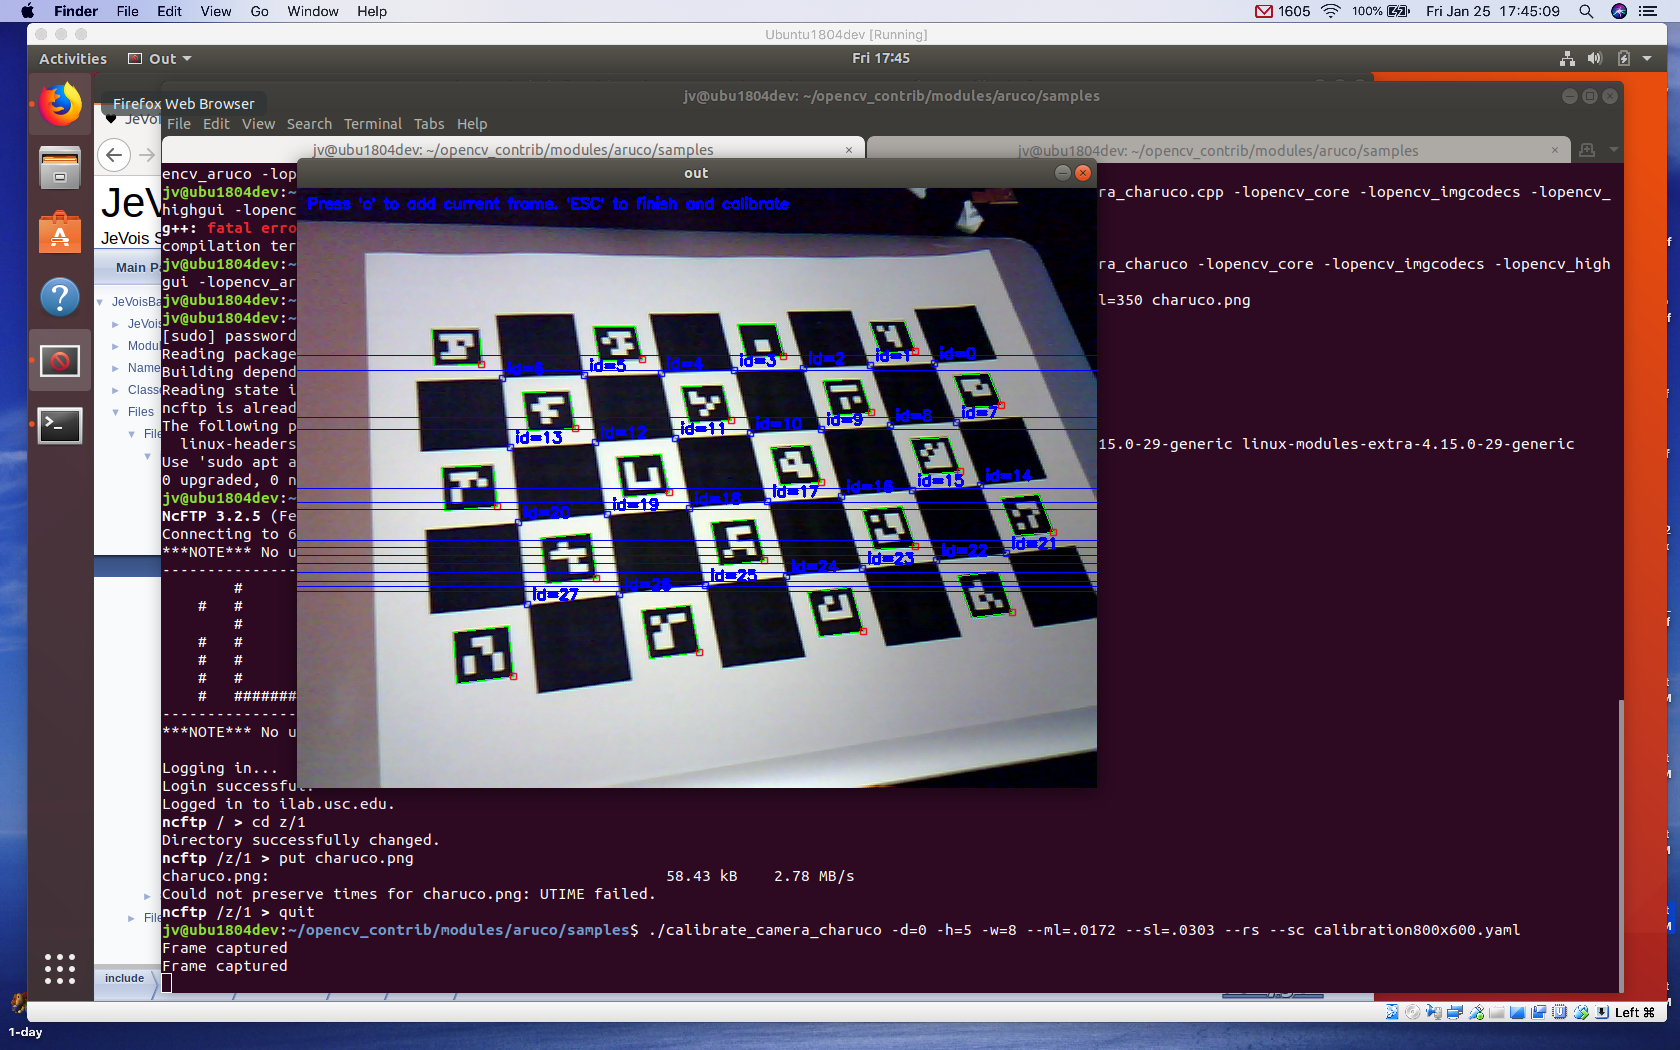 Finder File Edit View Go Window Help
1605 100% Fri Jan 25 17:45:09
Ubuntu1804dev [Running]
Activities Out Fri 17:45
Firefox Web Browser
jv@ubu1804dev: ~/opencv_contrib/modules/aruco/samples
File Edit View Search Terminal Tabs Help
jv@ubu1804dev: ~/opencv_contrib/modules/aruco/samples × jv@ubu1804dev: ~/opencv_contrib/modules/aruco/samples ×
out
Press 'c' to add current frame. 'ESC' to finish and calibrate
id=6 id=5 id=4 id=3 id=2 id=1 id=0
id=13 id=12 id=11 id=10 id=9 id=8 id=7
id=20 id=19 id=18 id=17 id=16 id=15 id=14
id=27 id=26 id=25 id=24 id=23 id=22 id=21
JeV
JeVois S
Main P
JeVoisBa
JeVois
Modul
Name
Class
Files
File
File
include
encv_aruco -lop
jv@ubu1804dev:~ ra_charuco.cpp -lopencv_core -lopencv_imgcodecs -lopencv_
highgui -lopenc
g++: fatal erro
compilation ter
jv@ubu1804dev:~ ra_charuco -lopencv_core -lopencv_imgcodecs -lopencv_high
gui -lopencv_ar
jv@ubu1804dev:~ l=350 charuco.png
jv@ubu1804dev:~
[sudo] password
Reading package
Building depend
Reading state i
ncftp is alread
The following p
linux-headers 15.0-29-generic linux-modules-extra-4.15.0-29-generic
Use 'sudo apt a
0 upgraded, 0 n
jv@ubu1804dev:~
NcFTP 3.2.5 (Fe
Connecting to 6
***NOTE*** No u
----------------
#
# #
#
# #
# #
# #
# #######
----------------
***NOTE*** No u
Logging in...
Login successful.
Logged in to ilab.usc.edu.
ncftp / > cd z/1
Directory successfully changed.
ncftp /z/1 > put charuco.png
charuco.png: 58.43 kB 2.78 MB/s
Could not preserve times for charuco.png: UTIME failed.
ncftp /z/1 > quit
jv@ubu1804dev:~/opencv_contrib/modules/aruco/samples$ ./calibrate_camera_charuco -d=0 -h=5 -w=8 --ml=.0172 --sl=.0303 --rs --sc calibration800x600.yaml
Frame captured
Frame captured
Left ⌘
1-day